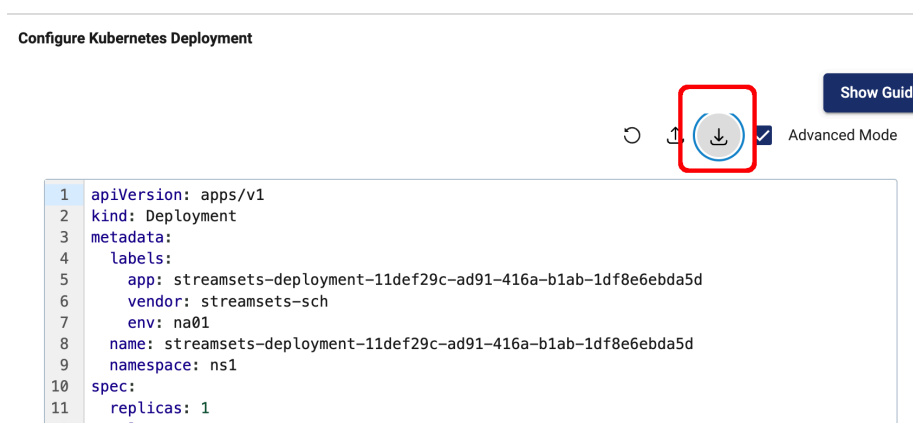 Configure Kubernetes Deployment
Show Guid
Advanced Mode
1 apiVersion: apps/v1
2 kind: Deployment
3 metadata:
4   labels:
5     app: streamsets-deployment-11def29c-ad91-416a-b1ab-1df8e6ebda5d
6     vendor: streamsets-sch
7     env: na01
8   name: streamsets-deployment-11def29c-ad91-416a-b1ab-1df8e6ebda5d
9   namespace: ns1
10 spec:
11   replicas: 1